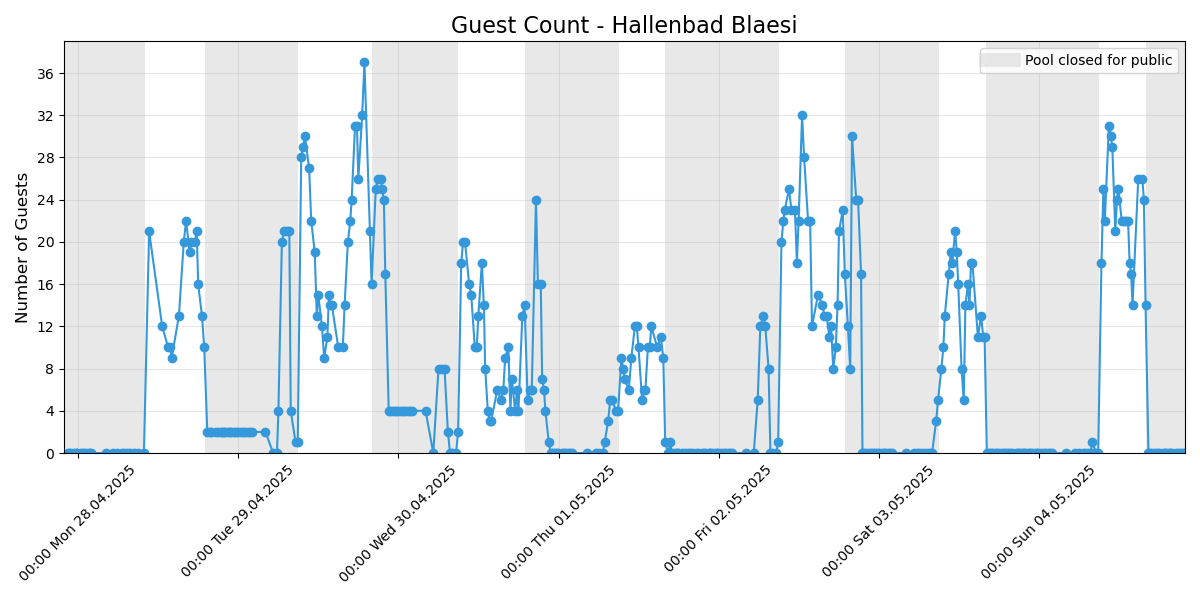 Guest Count - Hallenbad Blaesi
Pool closed for public
Number of Guests
36
32
28
24
20
16
12
8
4
0
00:00 Mon 28.04.2025
00:00 Tue 29.04.2025
00:00 Wed 30.04.2025
00:00 Thu 01.05.2025
00:00 Fri 02.05.2025
00:00 Sat 03.05.2025
00:00 Sun 04.05.2025